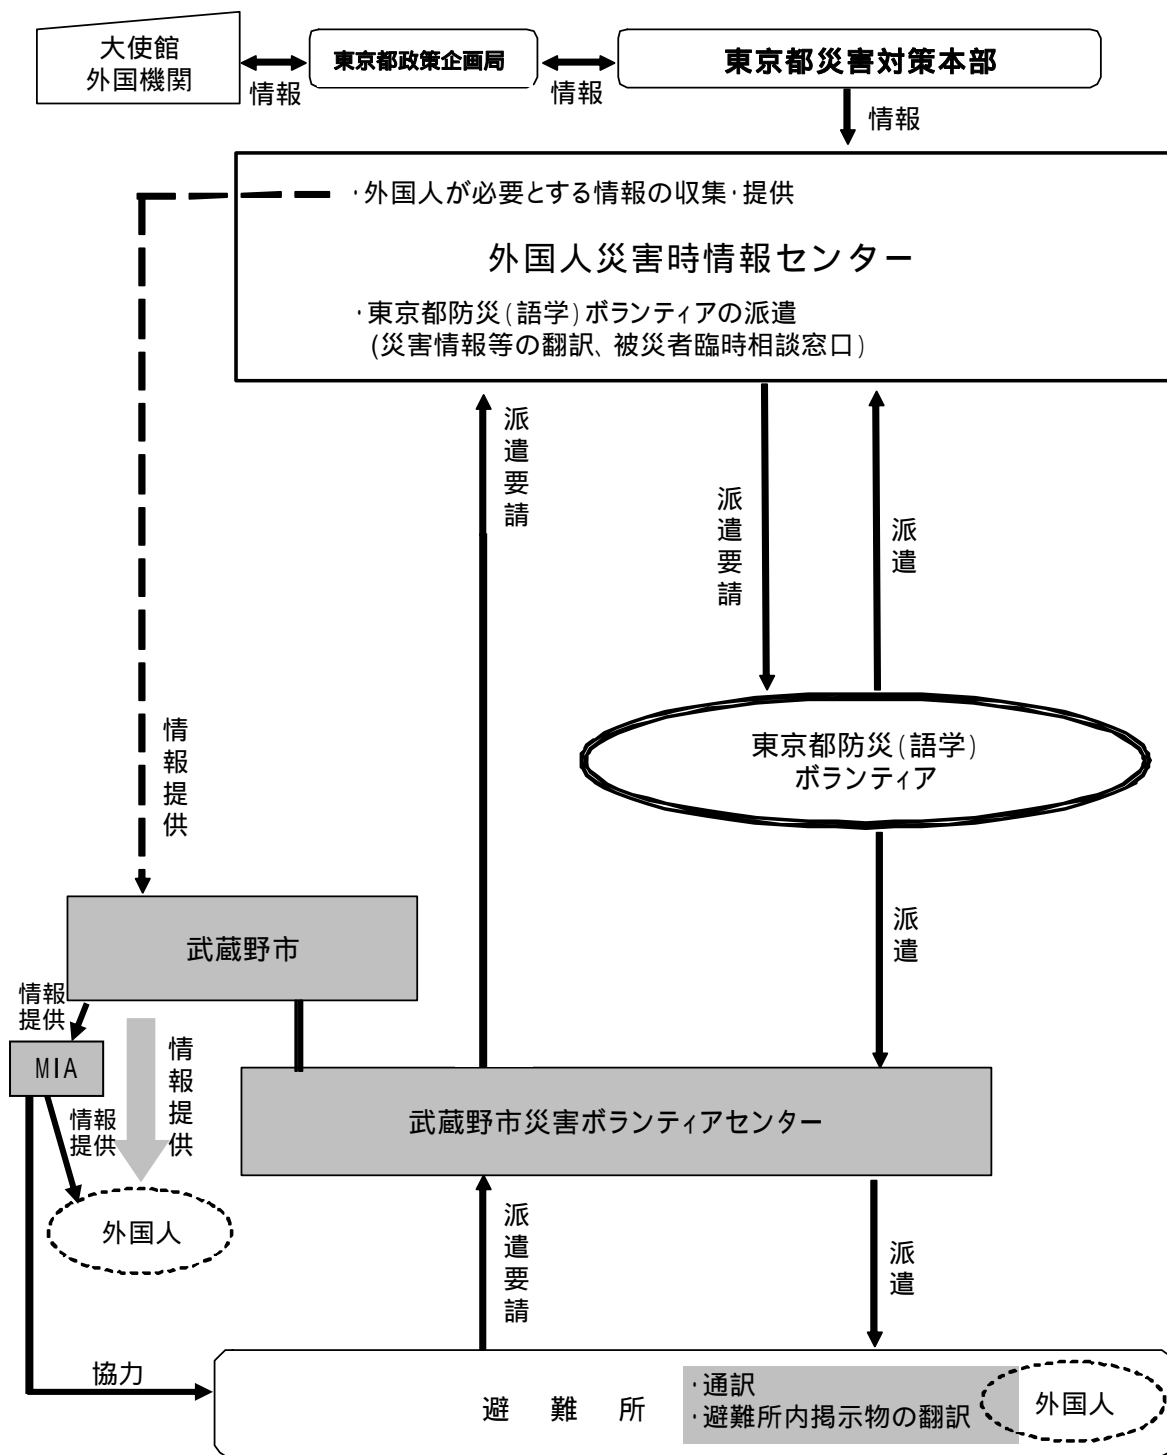 大使館
外国機関
情報
東京都政策企画局
情報
東京都災害対策本部
情報
・外国人が必要とする情報の収集・提供
外国人災害時情報センター
・東京都防災(語学)ボランティアの派遣
(災害情報等の翻訳、被災者臨時相談窓口)
派遣要請
派遣要請
派遣
情報提供
東京都防災(語学)
ボランティア
派遣
武蔵野市
情報
提供
MIA
情報
提供
情報提供
武蔵野市災害ボランティアセンター
外国人
派遣要請
派遣
協力
避難所
・通訳
・避難所内掲示物の翻訳
外国人